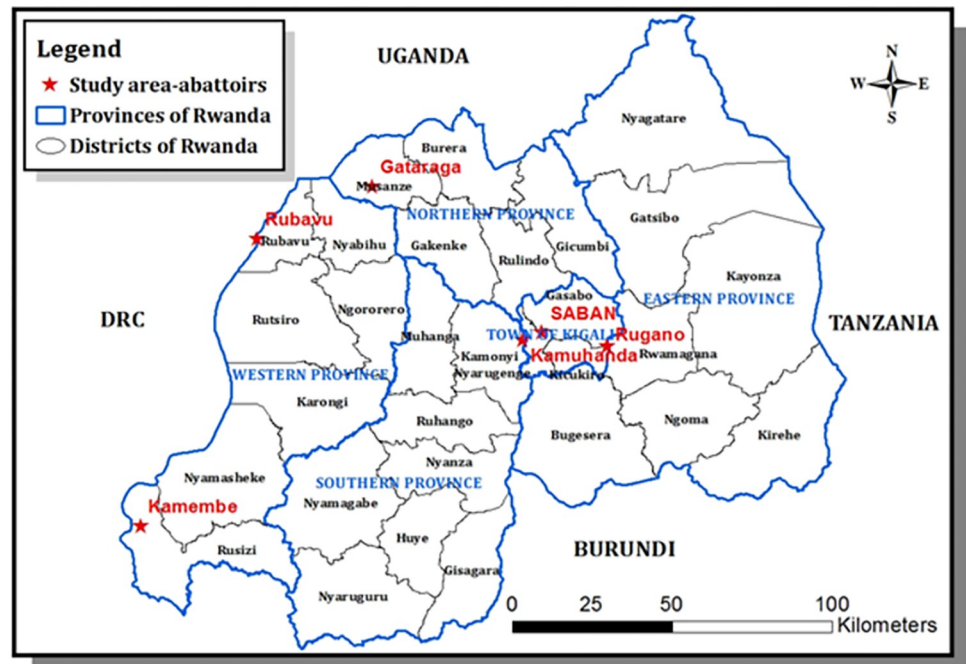 Legend
Study area-abattoirs
Provinces of Rwanda
Districts of Rwanda
UGANDA
N
W
E
S
Nyagatare
Burera
Gataraga
Musanze
NORTHERN PROVINCE
Rubavu
Rubavu
Nyabihu
Gakenke
Rulindo
Gicumbi
Gatsibo
Kayonza
EASTERN PROVINCE
DRC
Rutsiro
Ngororero
Muhanga
Gasabo
SABAN
TOWN OF KIGALI
Rugano
Kamuhanda
Rwamagana
TANZANIA
Kamonyi
Nyarugenge
Kicukiro
WESTERN PROVINCE
Karongi
Ruhango
Bugesera
Ngoma
Kirehe
Nyamasheke
Nyanza
SOUTHERN PROVINCE
Nyamagabe
Kamembe
Huye
Rusizi
Gisagara
BURUNDI
Nyaruguru
0 25 50 100
Kilometers